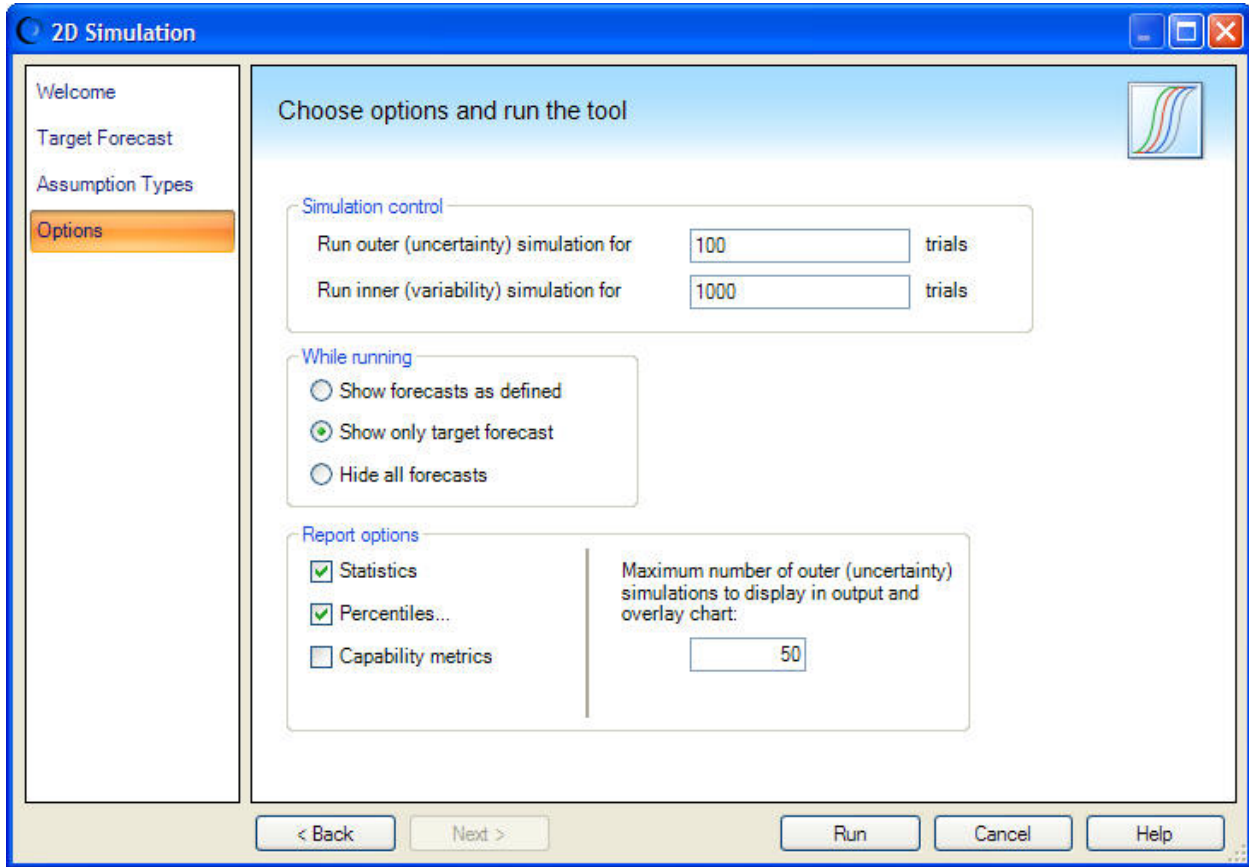 2D Simulation
Welcome
Target Forecast
Assumption Types
Options
Choose options and run the tool
Simulation control
Run outer (uncertainty) simulation for 100 trials
Run inner (variability) simulation for 1000 trials
While running
Show forecasts as defined
Show only target forecast
Hide all forecasts
Report options
Statistics
Percentiles...
Capability metrics
Maximum number of outer (uncertainty)
simulations to display in output and
overlay chart:
50
< Back Next > Run Cancel Help